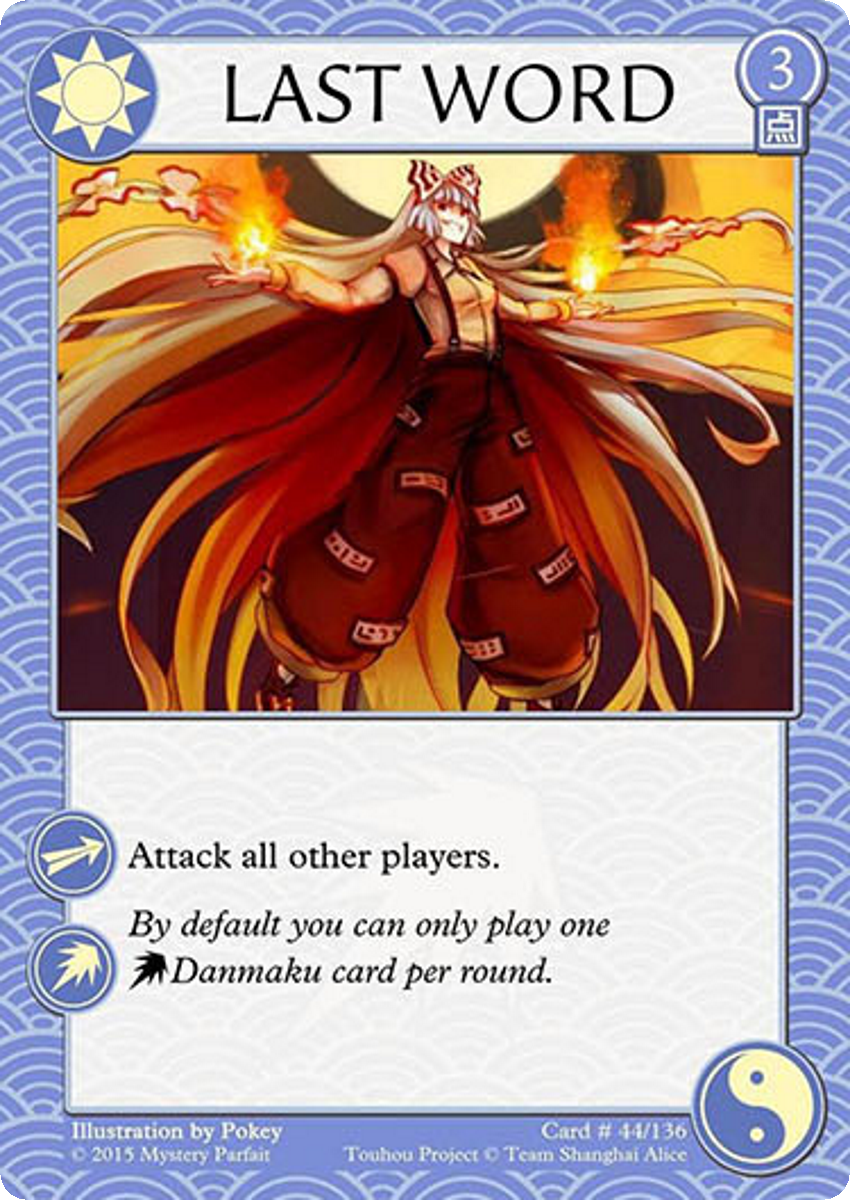 LAST WORD
3
点
Attack all other players.
By default you can only play one
Danmaku card per round.
Illustration by Pokey
Card # 44/136
© 2015 Mystery Parfait
Touhou Project © Team Shanghai Alice